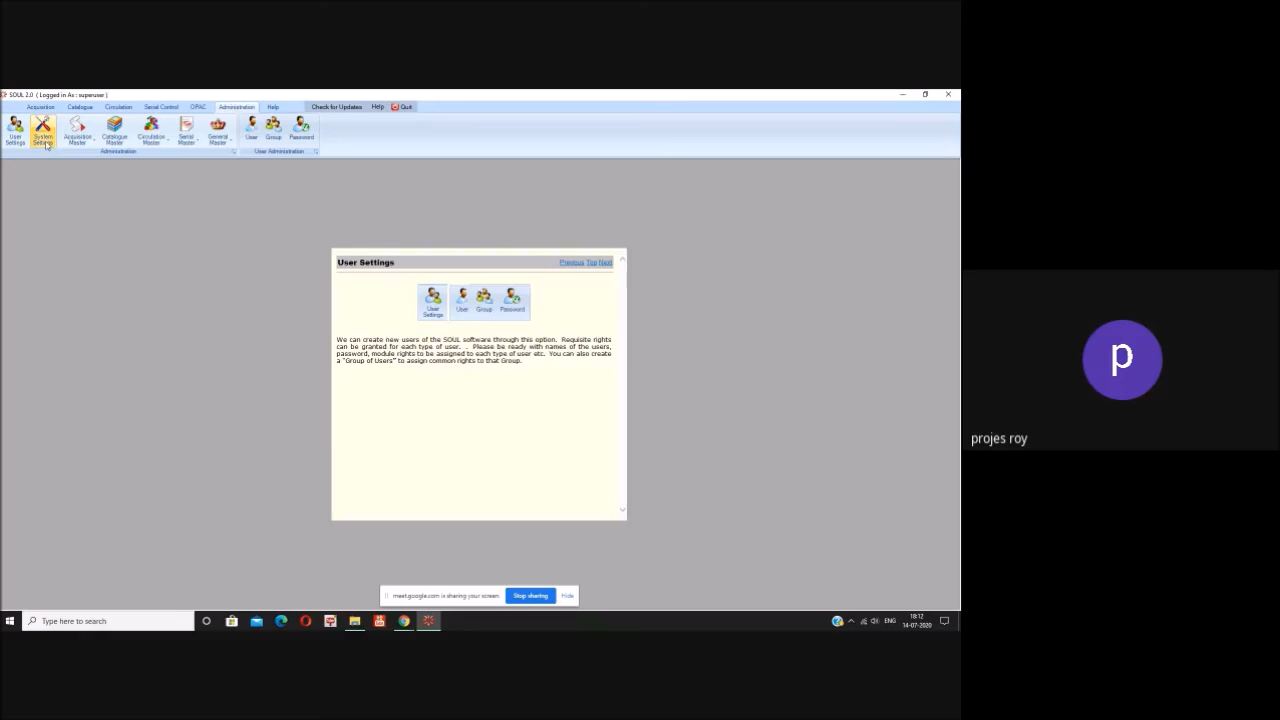 SOUL 2.0 ( Logged in As : superuser )
Acquisition Catalogue Circulation Serial Control OPAC Administration Help Check for Updates Help Quit
User Settings
System Settings
Acquisition Master
Catalogue Master
Circulation Master
Serial Master
General Master
User Group Password
Administration User Administration
User Settings Previous Top Next
User Settings
User Group Password
We can create new users of the SOUL software through this option. Requisite rights
can be granted for each type of user. . Please be ready with names of the users,
password, module rights to be assigned to each type of user etc. You can also create
a "Group of Users" to assign common rights to that Group.
p
projes roy
meet.google.com is sharing your screen. Stop sharing Hide
Type here to search
ENG
18:12
14-07-2020